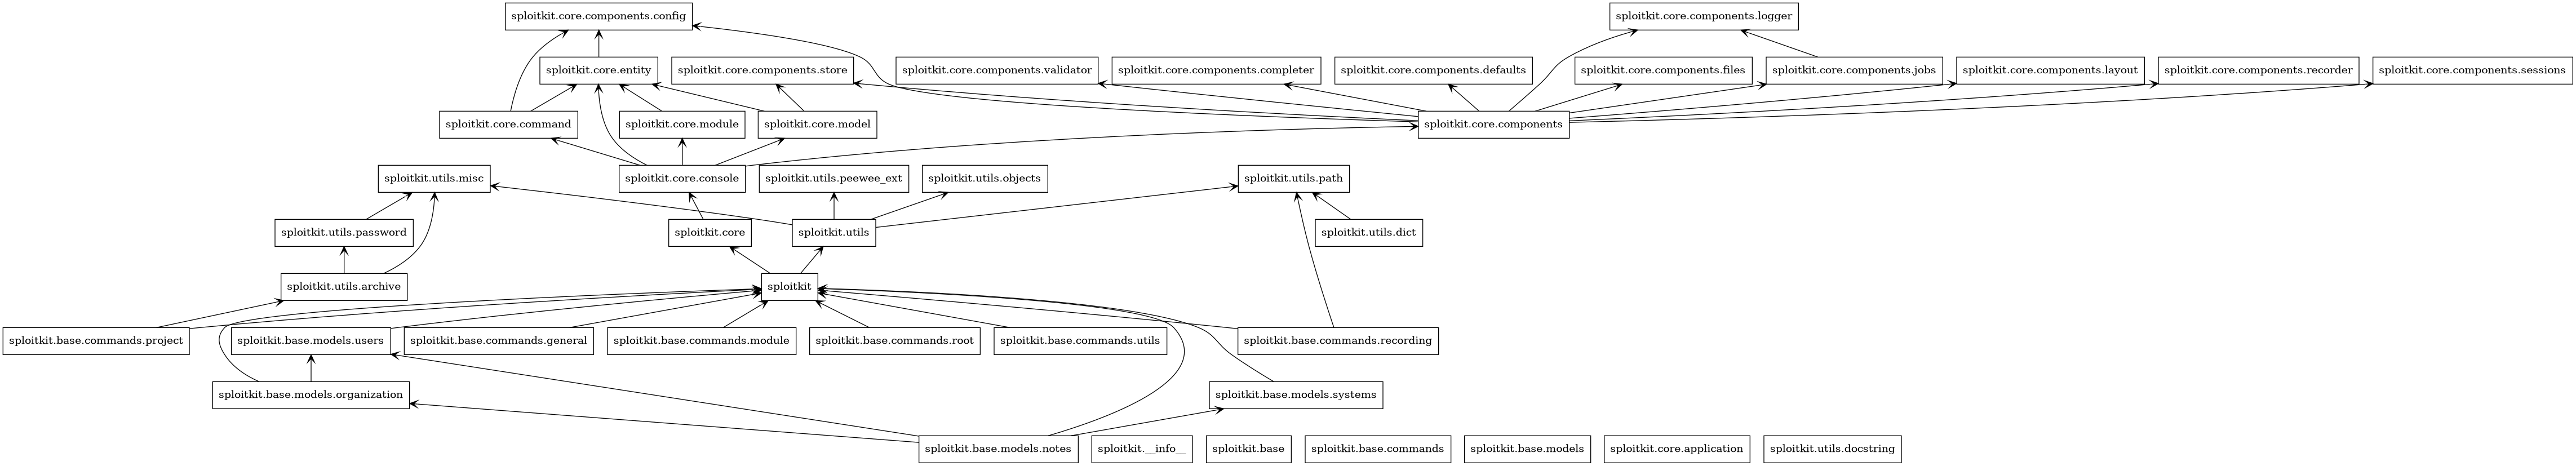 sploitkit.core.components.config
sploitkit.core.components.logger
sploitkit.core.entity
sploitkit.core.components.store
sploitkit.core.components.validator
sploitkit.core.components.completer
sploitkit.core.components.defaults
sploitkit.core.components.files
sploitkit.core.components.jobs
sploitkit.core.components.layout
sploitkit.core.components.recorder
sploitkit.core.components.sessions
sploitkit.core.command
sploitkit.core.module
sploitkit.core.model
sploitkit.core.components
sploitkit.utils.misc
sploitkit.core.console
sploitkit.utils.peewee_ext
sploitkit.utils.objects
sploitkit.utils.path
sploitkit.utils.password
sploitkit.core
sploitkit.utils
sploitkit.utils.dict
sploitkit.utils.archive
sploitkit
sploitkit.base.commands.project
sploitkit.base.models.users
sploitkit.base.commands.general
sploitkit.base.commands.module
sploitkit.base.commands.root
sploitkit.base.commands.utils
sploitkit.base.commands.recording
sploitkit.base.models.organization
sploitkit.base.models.systems
sploitkit.base.models.notes
sploitkit.__info__
sploitkit.base
sploitkit.base.commands
sploitkit.base.models
sploitkit.core.application
sploitkit.utils.docstring